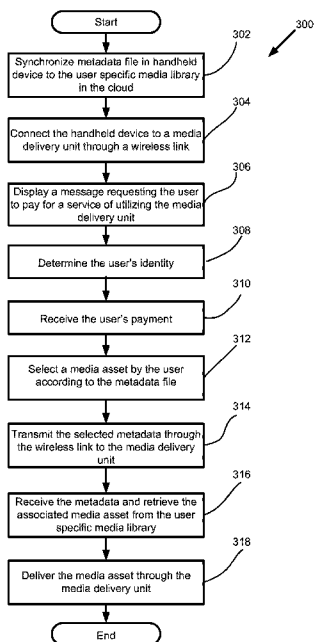 Start
300
302
Synchronize metadata file in handheld
device to the user specific media library
in the cloud
304
Connect the handheld device to a media
delivery unit through a wireless link
306
Display a message requesting the user
to pay for a service of utilizing the media
delivery unit
308
Determine the user's identity
310
Receive the user's payment
312
Select a media asset by the user
according to the metadata file
314
Transmit the selected metadata through
the wireless link to the media delivery
unit
316
Receive the metadata and retrieve the
associated media asset from the user
specific media library
318
Deliver the media asset through the
media delivery unit
End